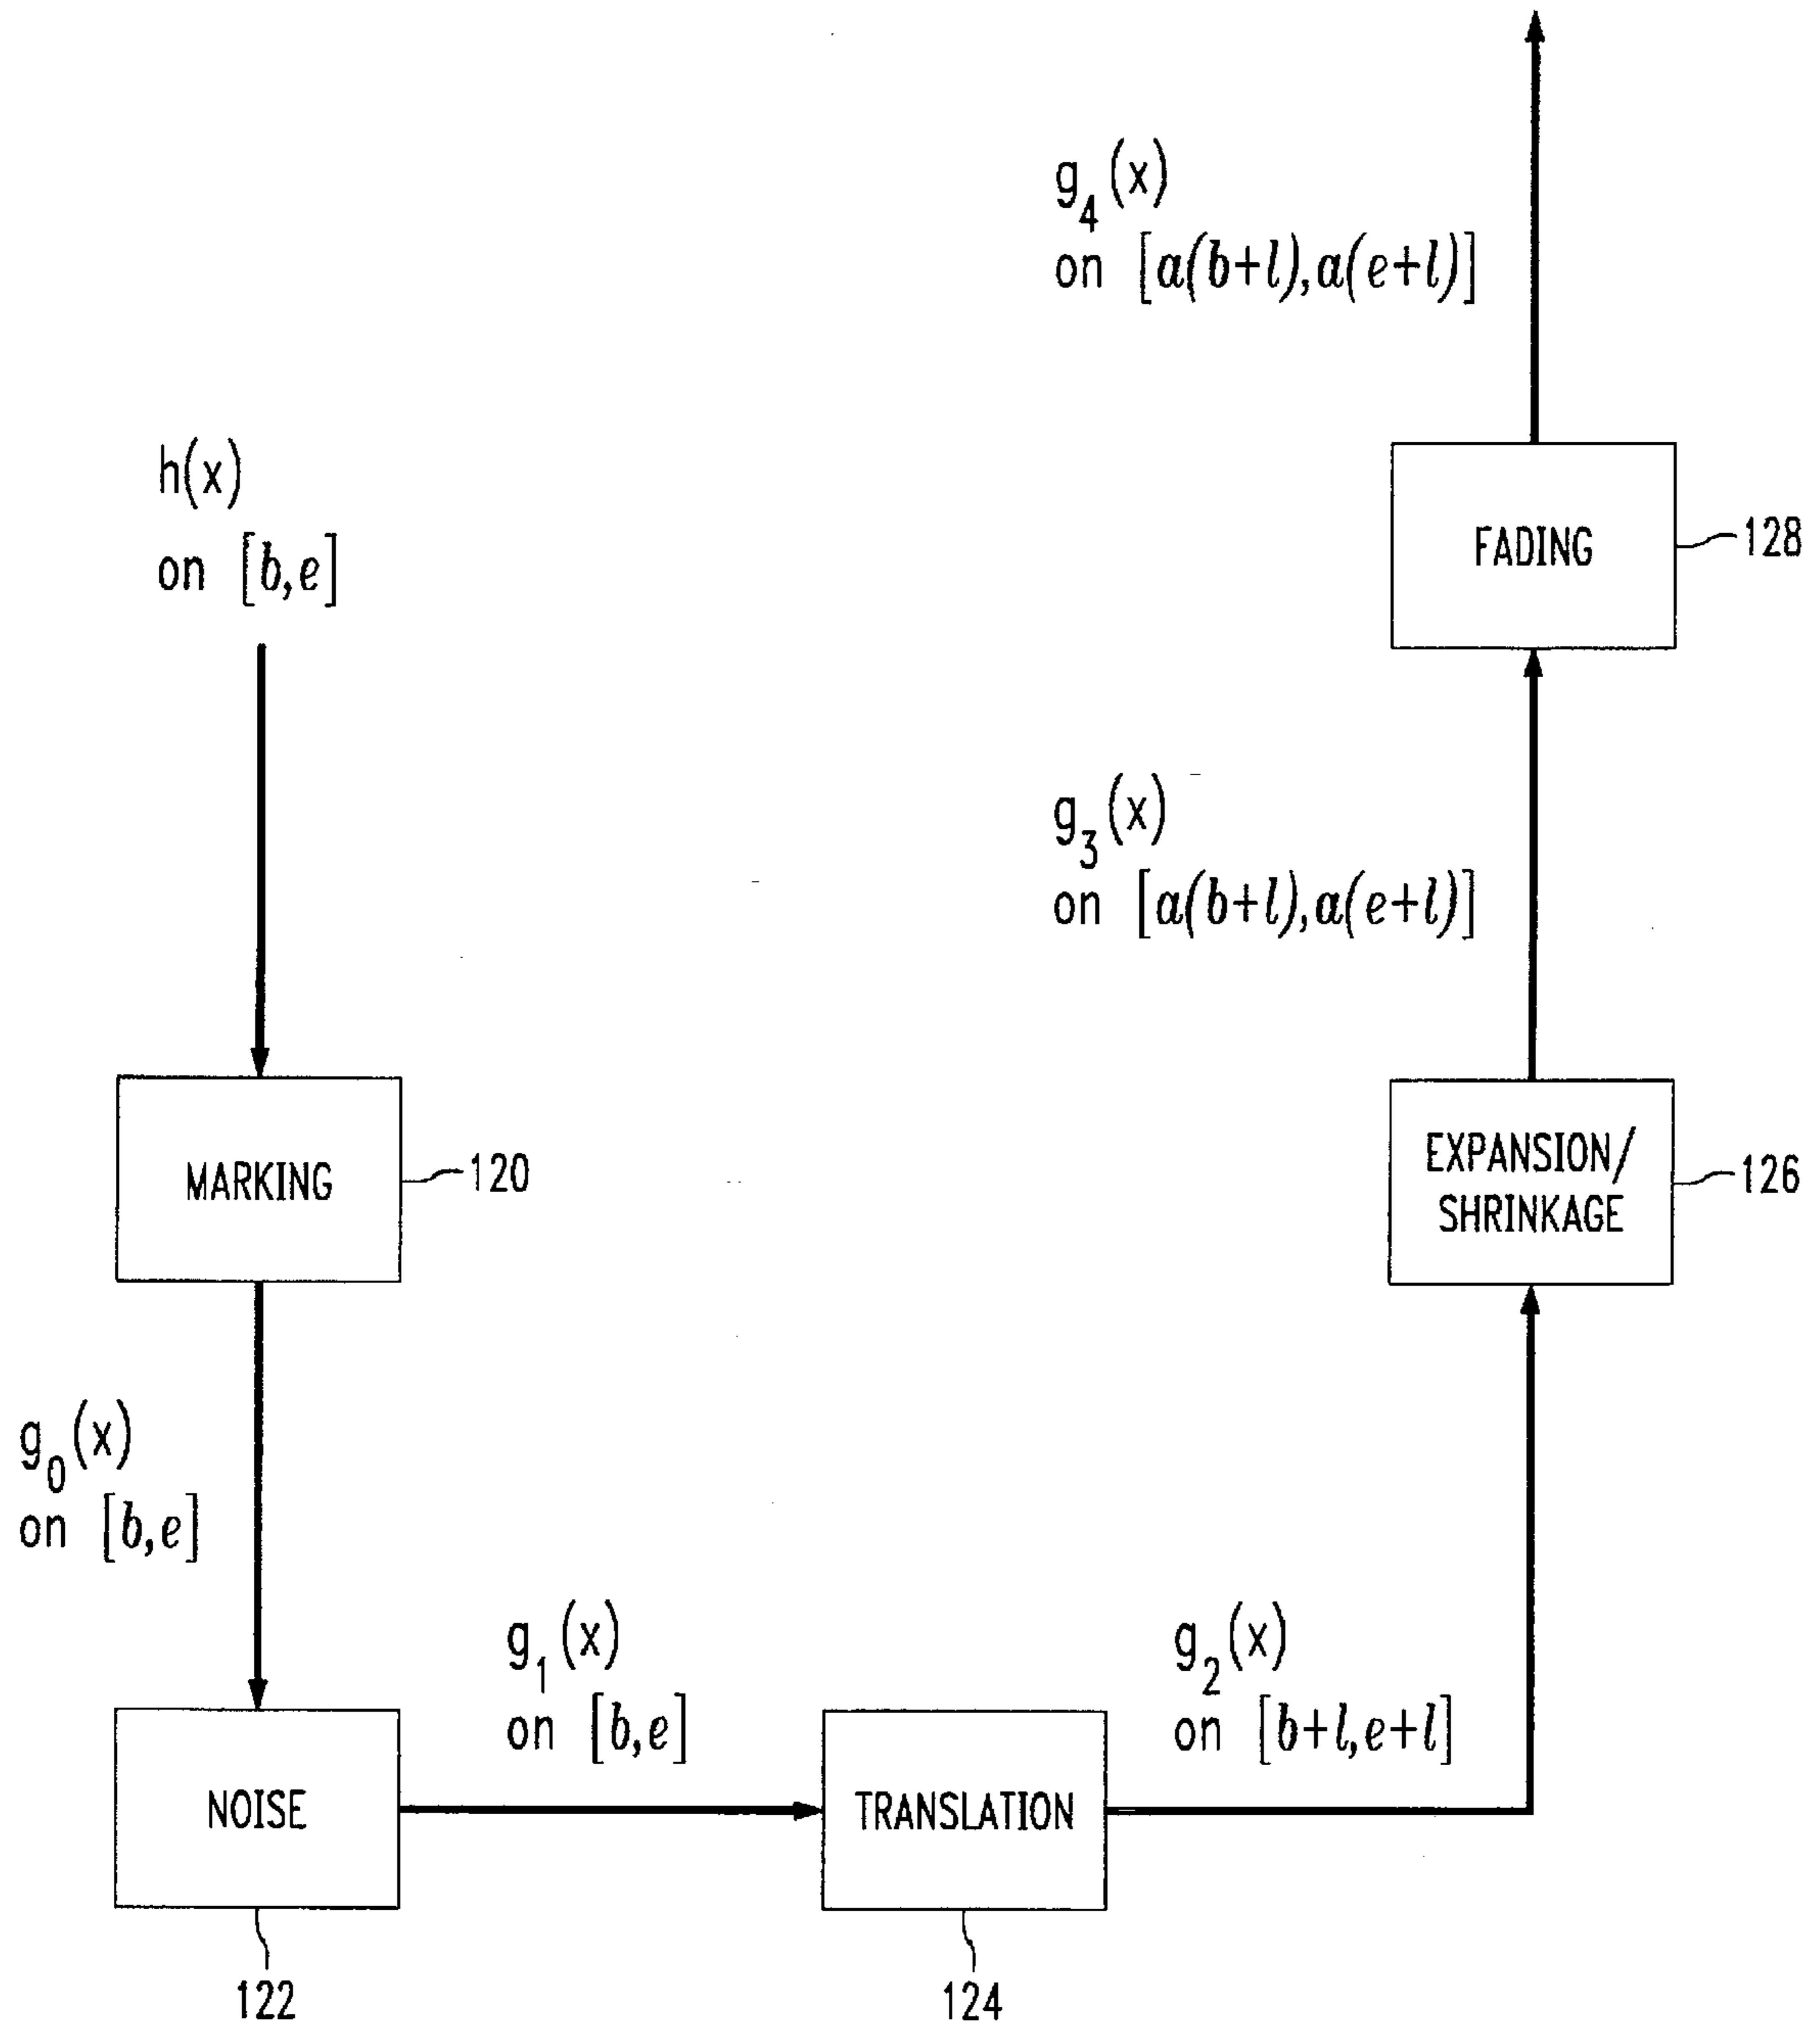 h(x)
on [b,e]
MARKING
120
g0(x)
on [b,e]
NOISE
122
g1(x)
on [b,e]
TRANSLATION
124
g2(x)
on [b+l,e+l]
EXPANSION/
SHRINKAGE
126
g3(x)
on [a(b+l),a(e+l)]
FADING
128
g4(x)
on [a(b+l),a(e+l)]